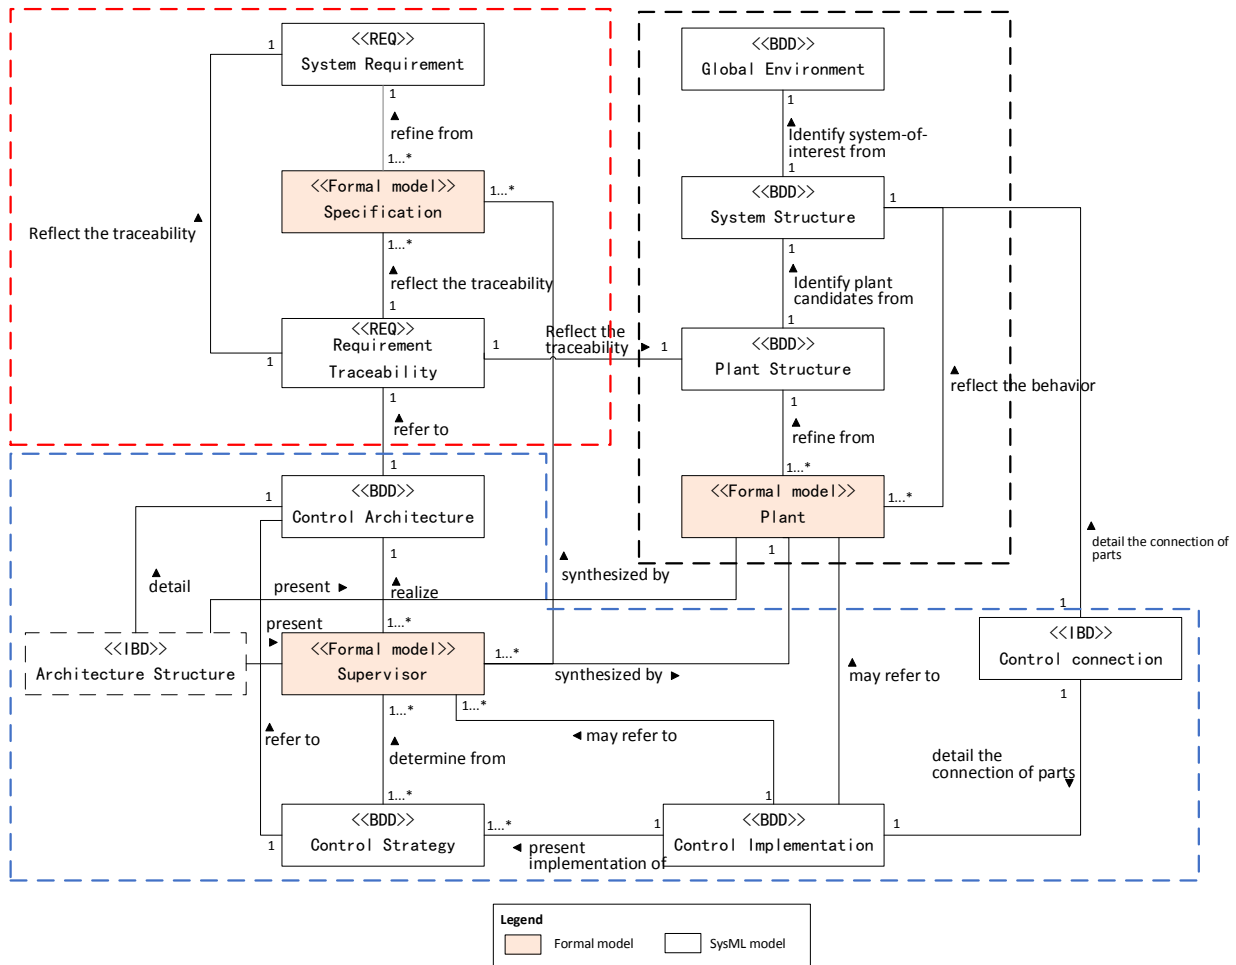 <<REQ>>
System Requirement
1
1
refine from
1...*
<<Formal model>>
Specification
1...*
1...*
Reflect the traceability
reflect the traceability
1
<<REQ>>
Requirement
Traceability
1
1
1
Reflect the
traceability
1
refer to
1
<<BDD>>
Global Environment
1
Identify system-of-
interest from
1
<<BDD>>
System Structure
1
1
Identify plant
candidates from
1
<<BDD>>
Plant Structure
1
reflect the behavior
refine from
1...*
<<Formal model>>
Plant
1...*
1
detail the connection of
parts
1
<<BDD>>
Control Architecture
1
1
detail
present
realize
synthesized by
1...*
present
<<IBD>>
Architecture Structure
<<Formal model>>
Supervisor
1...*
synthesized by
may refer to
<<IBD>>
Control connection
1
1...*
1...*
refer to
determine from
may refer to
detail the
connection of parts
1...*
1
<<BDD>>
Control Strategy
1
1...*
present
implementation of
1
<<BDD>>
Control Implementation
1
Legend
Formal model
SysML model